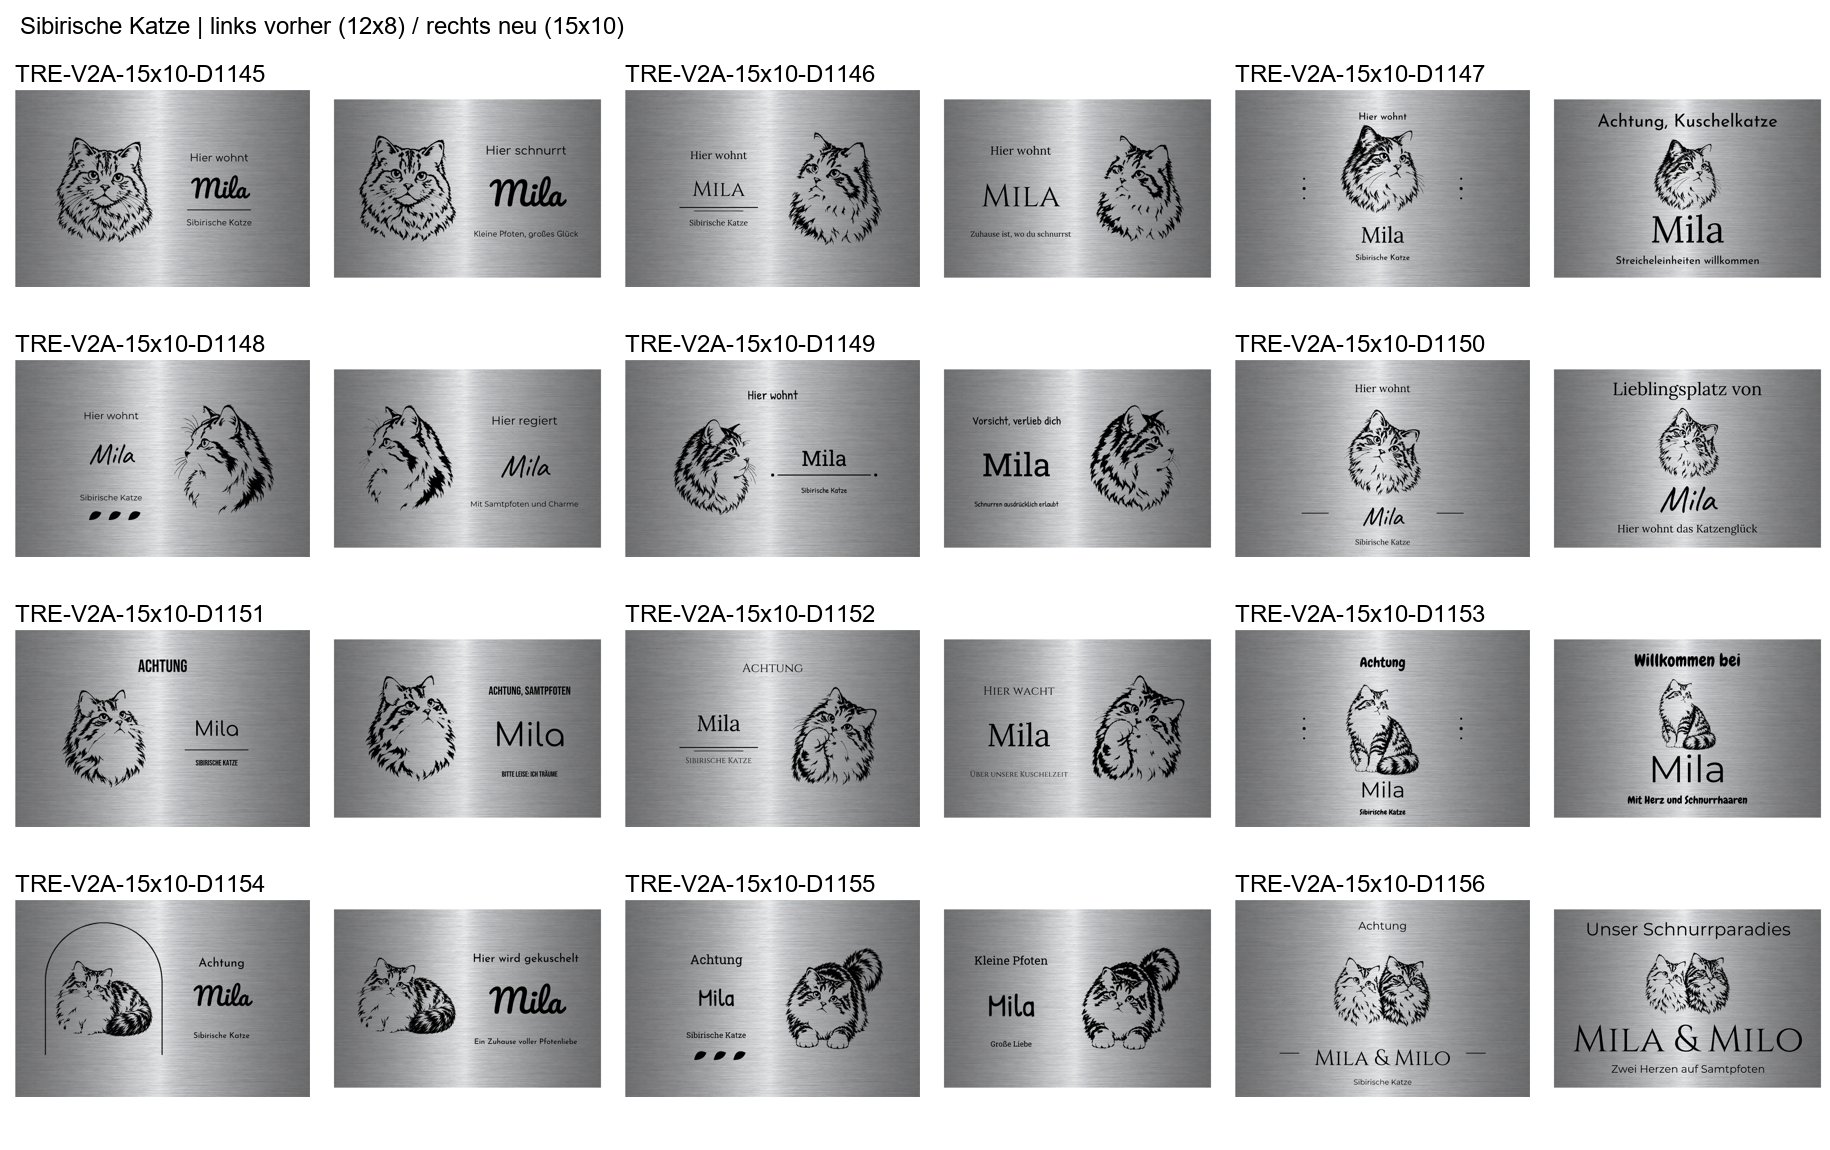 Sibirische Katze | links vorher (12x8) / rechts neu (15x10)
TRE-V2A-15x10-D1145
Hier wohnt
Mila
Sibirische Katze
Hier schnurrt
Mila
Kleine Pfoten, großes Glück
TRE-V2A-15x10-D1146
Hier wohnt
MILA
Sibirische Katze
Hier wohnt
MILA
Zuhause ist, wo du schnurrst
TRE-V2A-15x10-D1147
Hier wohnt
Mila
Sibirische Katze
Achtung, Kuschelkatze
Mila
Streicheleinheiten willkommen
TRE-V2A-15x10-D1148
Hier wohnt
Mila
Sibirische Katze
Hier regiert
Mila
Mit Samtpfoten und Charme
TRE-V2A-15x10-D1149
Hier wohnt
Mila
Sibirische Katze
Vorsicht, verlieb dich
Mila
Schnurren ausdrücklich erlaubt
TRE-V2A-15x10-D1150
Hier wohnt
Mila
Sibirische Katze
Lieblingsplatz von
Mila
Hier wohnt das Katzenglück
TRE-V2A-15x10-D1151
ACHTUNG
Mila
SIBIRISCHE KATZE
ACHTUNG, SAMTPFOTEN
Mila
BITTE LEISE: ICH TRÄUME
TRE-V2A-15x10-D1152
ACHTUNG
Mila
SIBIRISCHE KATZE
HIER WACHT
Mila
ÜBER UNSERE KUSCHELZEIT
TRE-V2A-15x10-D1153
Achtung
Mila
Sibirische Katze
Willkommen bei
Mila
Mit Herz und Schnurrhaaren
TRE-V2A-15x10-D1154
Achtung
Mila
Sibirische Katze
Hier wird gekuschelt
Mila
Ein Zuhause voller Pfotenliebe
TRE-V2A-15x10-D1155
Achtung
Mila
Sibirische Katze
Kleine Pfoten
Mila
Große Liebe
TRE-V2A-15x10-D1156
Achtung
MILA & MILO
Sibirische Katze
Unser Schnurrparadies
MILA & MILO
Zwei Herzen auf Samtpfoten